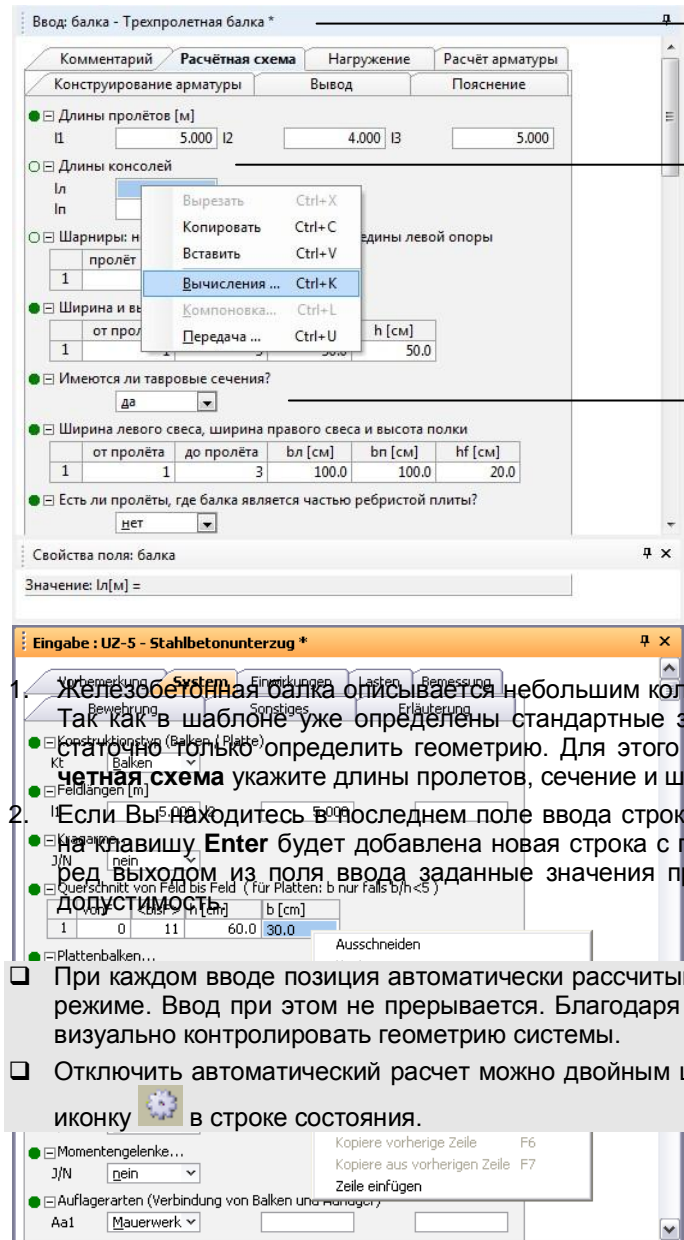 Ввод: балка - Трехпролетная балка *
Комментарий Расчётная схема Нагружение Расчёт арматуры
Конструирование арматуры Вывод Пояснение
Длины пролётов [м]
l1 5.000 l2 4.000 l3 5.000
Длины консолей
lл
lп
Вырезать Ctrl+X
Копировать Ctrl+C
Вставить Ctrl+V
Вычисления ... Ctrl+K
Компоновка... Ctrl+L
Передача ... Ctrl+U
Шарниры: едины левой опоры
пролёт
1
Ширина и
от h [см]
1 50.0
Имеются ли тавровые сечения?
да
Ширина левого свеса, ширина правого свеса и высота полки
от пролёта до пролёта bл [см] bп [см] hf [см]
1 1 3 100.0 100.0 20.0
Есть ли пролёты, где балка является частью ребристой плиты?
нет
Свойства поля: балка
Значение: lл[м] =
Eingabe : UZ-5 - Stahlbetonunterzug *
Vorbemerkung System Einwirkungen Lasten Bemessung
Bewehrung Sonstiges Erläuterung
1. Железобетонная балка описывается небольшим кол
Так как в шаблоне уже определены стандартные з
статочно только определить геометрию. Для этого
четная схема укажите длины пролетов, сечение и ш
2. Если Вы находитесь в последнем поле ввода строк
на клавишу Enter будет добавлена новая строка с п
ред выходом из поля ввода заданные значения пр
допустимость.
Konstruktionstyp (Balken / Platte)
Kt Balken
Feldlängen [m]
l1 5.000 5.000
Kragarme...
J/N nein
Querschnitt von Feld bis Feld ( für Platten: b nur falls b/h<5 )
b [cm]
1 0 11 60.0 30.0
Ausschneiden
Plattenbalken...
❑ При каждом вводе позиция автоматически рассчитыв
режиме. Ввод при этом не прерывается. Благодаря
визуально контролировать геометрию системы.
❑ Отключить автоматический расчет можно двойным щ
иконку в строке состояния.
Kopiere vorherige Zeile F6
Kopiere aus vorherigen Zeile F7
Zeile einfügen
Momentengelenke...
J/N nein
Auflagerarten (Verbindung von Balken und
Aa1 Mauerwerk